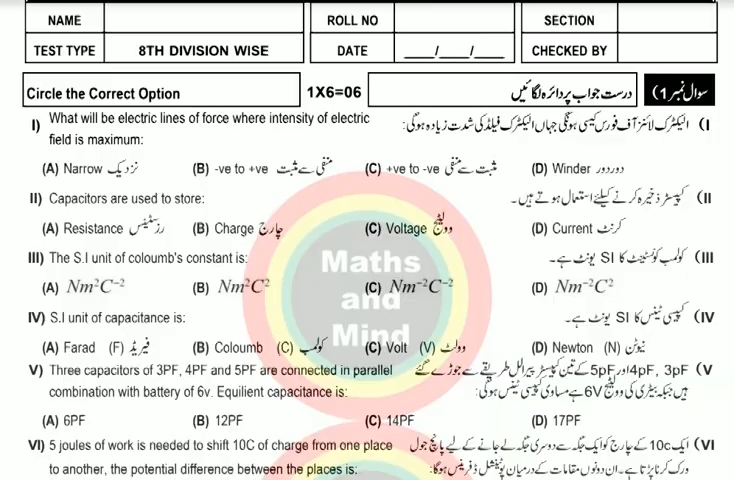 NAME ROLL NO SECTION
TEST TYPE 8TH DIVISION WISE DATE ___/___/___ CHECKED BY
Circle the Correct Option 1X6=06 درست جواب پر دائرہ لگائیں سوال نمبر 1)
I) What will be electric lines of force where intensity of electric الیکٹرک لائنز آف فورس کیسی ہونگی جہاں الیکٹرک فیلڈ کی شدت زیادہ ہوگی: (I
field is maximum:
(A) Narrow نزدیک (B) -ve to +ve منفی سے مثبت (C) +ve to -ve مثبت سے منفی (D) Winder دور دور
II) Capacitors are used to store: کپیسٹر ذخیرہ کرنے کیلئے استعمال ہوتے ہیں۔ (II
(A) Resistance رزسٹینس (B) Charge چارج (C) Voltage وولٹیج (D) Current کرنٹ
III) The S.I unit of coloumb's constant is: کولمب کونسٹینٹ کا SI یونٹ ہے۔ (III
(A) Nm²C⁻² (B) Nm²C² (C) Nm⁻²C⁻² (D) Nm⁻²C²
IV) S.I unit of capacitance is: کپیسی ٹینس کا SI یونٹ ہے۔ (IV
(A) Farad (F) فیریڈ (B) Coloumb (C) کولمب (C) Volt (V) وولٹ (D) Newton (N) نیوٹن
V) Three capacitors of 3PF, 4PF and 5PF are connected in parallel 3pF ,4pF اور 5pF کے تین کپیسٹر پیرالل طریقے سے جوڑے گئے (V
combination with battery of 6v. Equilient capacitance is: ہیں جبکہ بیٹری کی وولٹیج 6V ہے مساوی کپیسی ٹینس ہوگی:
(A) 6PF (B) 12PF (C) 14PF (D) 17PF
VI) 5 joules of work is needed to shift 10C of charge from one place ایک 10c کے چارج کو ایک جگہ سے دوسری جگہ لے جانے کے لیے پانچ جول (VI
to another, the potential difference between the places is: ورک کرنا پڑتا ہے۔ ان دونوں مقامات کے درمیان پوٹینشل ڈفرینس ہوگا:
Maths
and
Mind